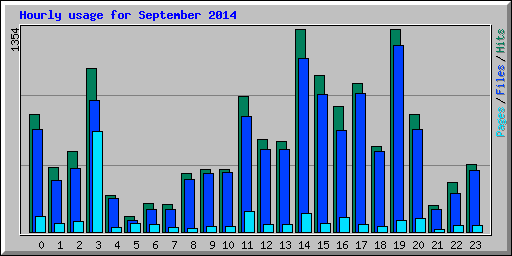 Hourly usage for September 2014
1354
Pages/Files/Hits
0 1 2 3 4 5 6 7 8 9 10 11 12 13 14 15 16 17 18 19 20 21 22 23